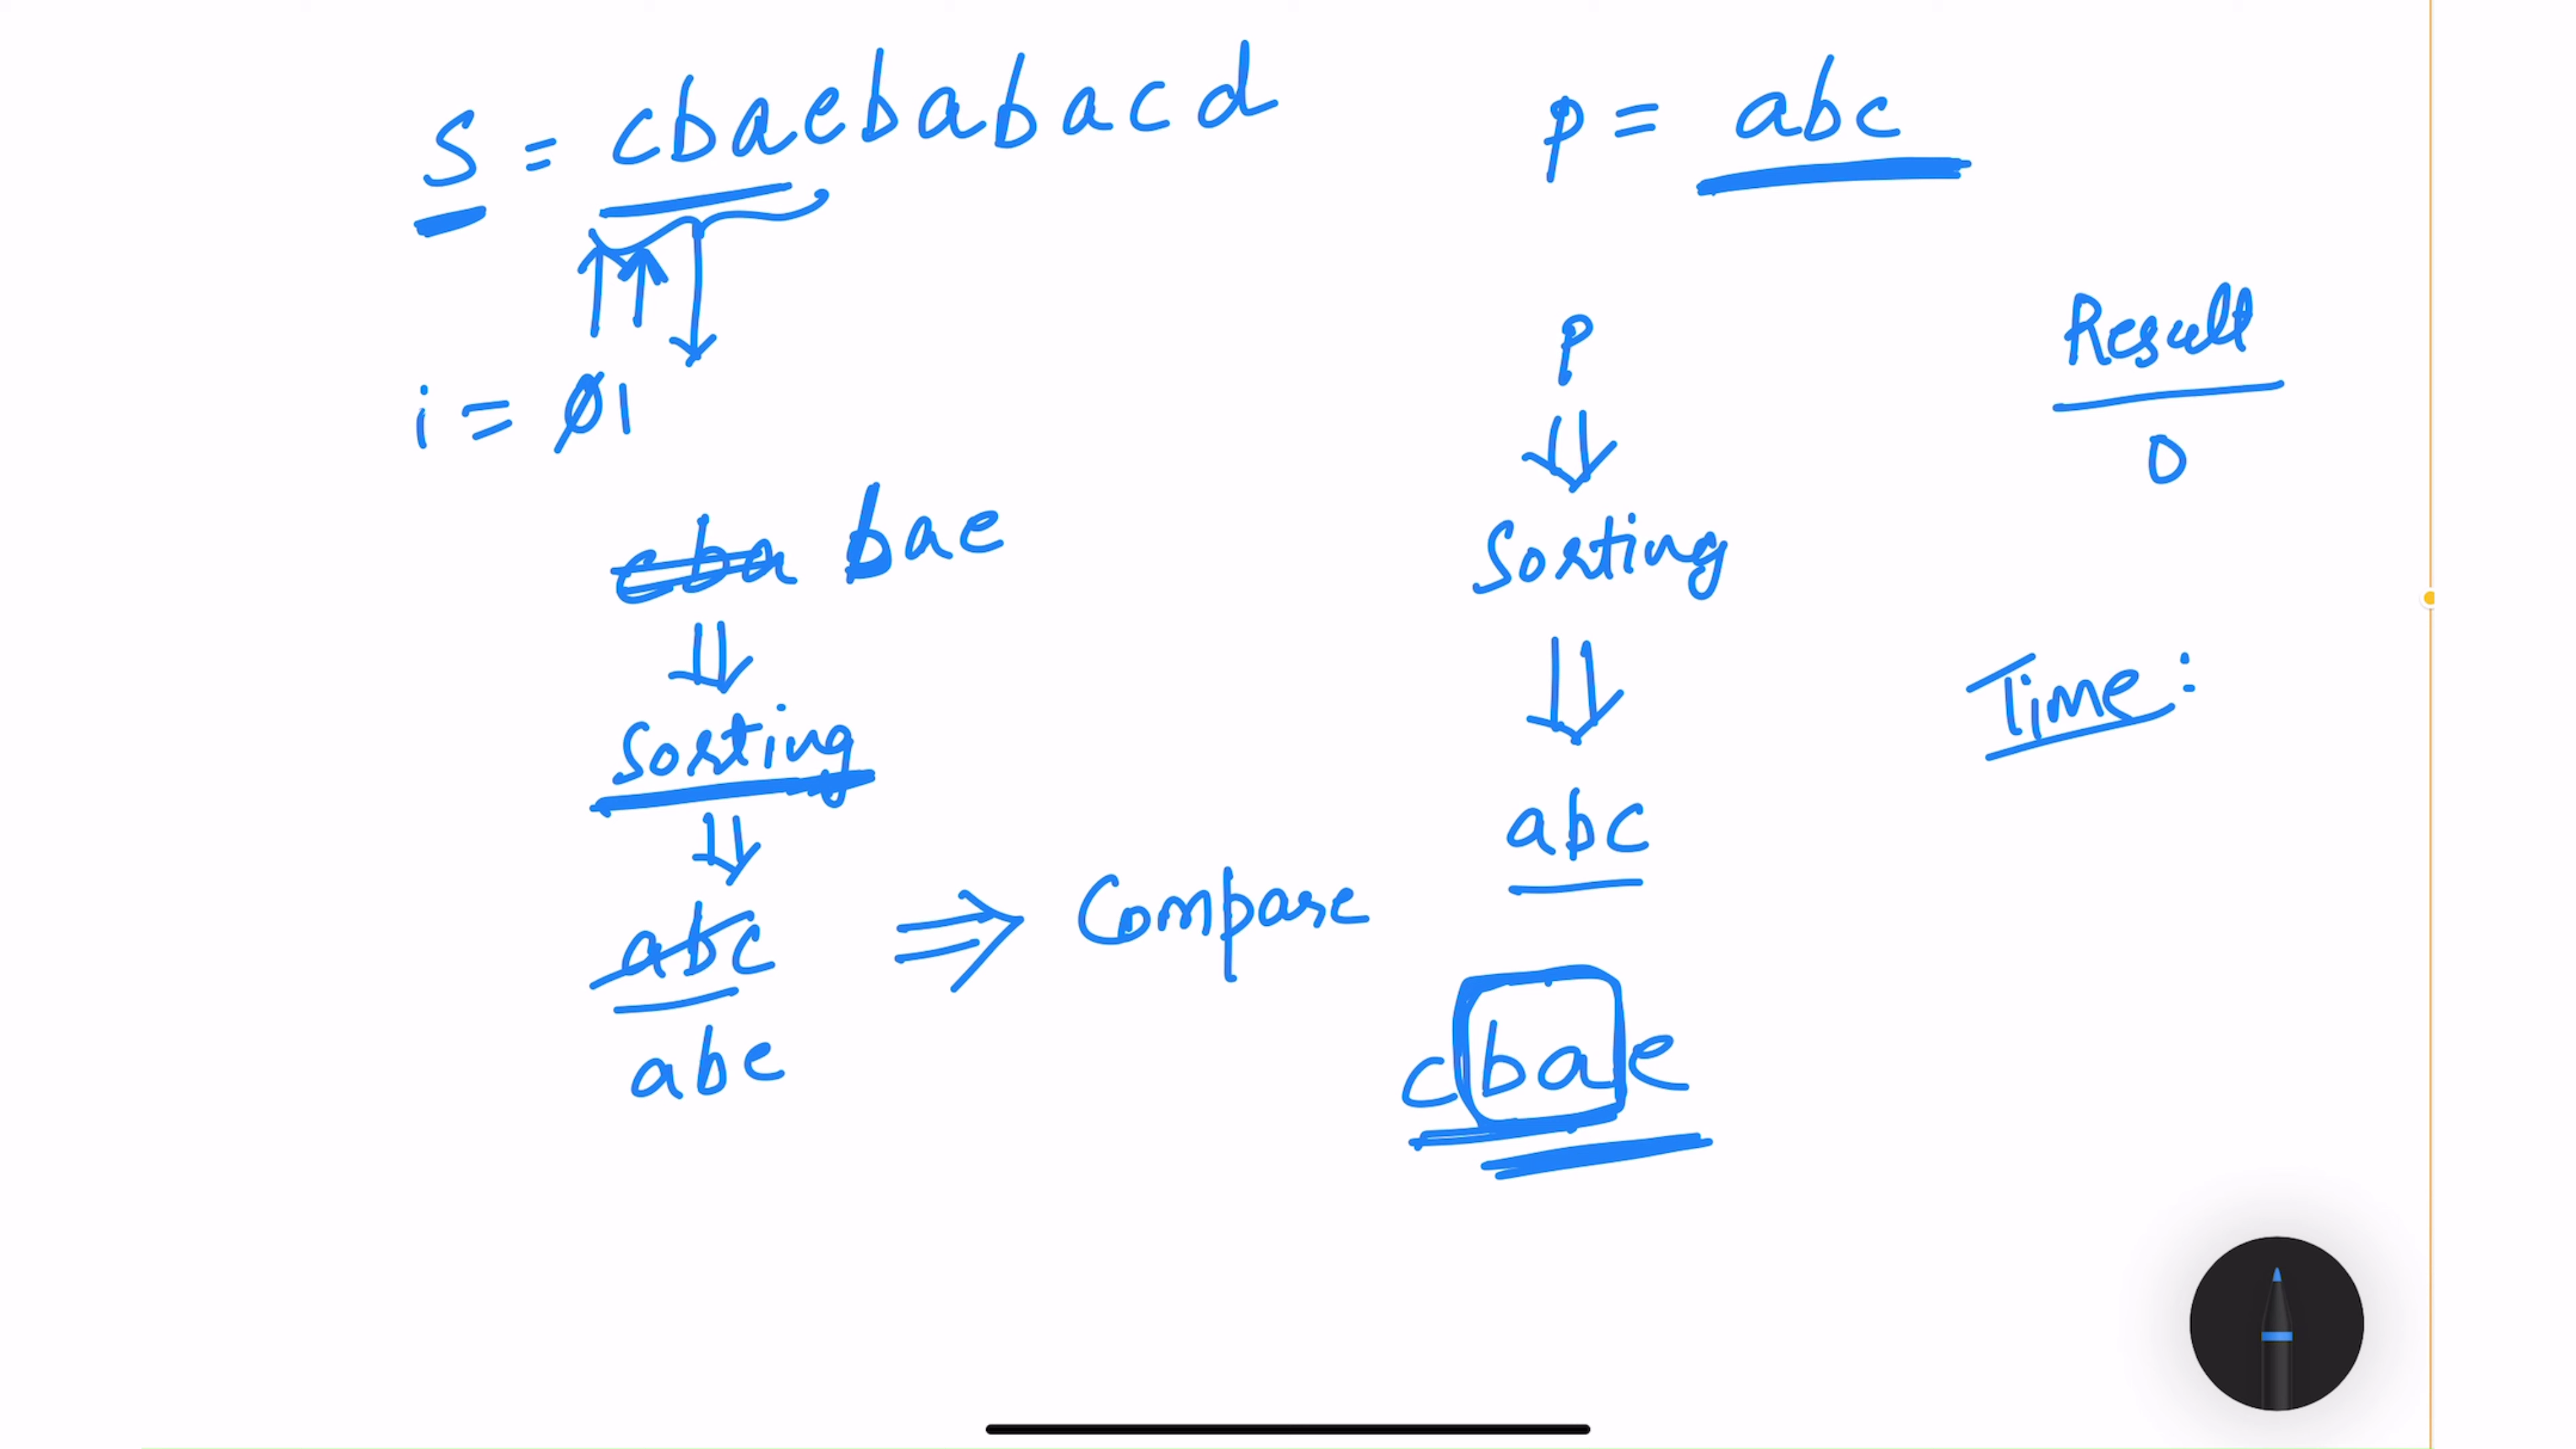 S = cbaebabacd
p = abc
i = 01
cba bae
Sorting
abc
abe
Compare
p
Sorting
abc
cbae
Result
0
Time: